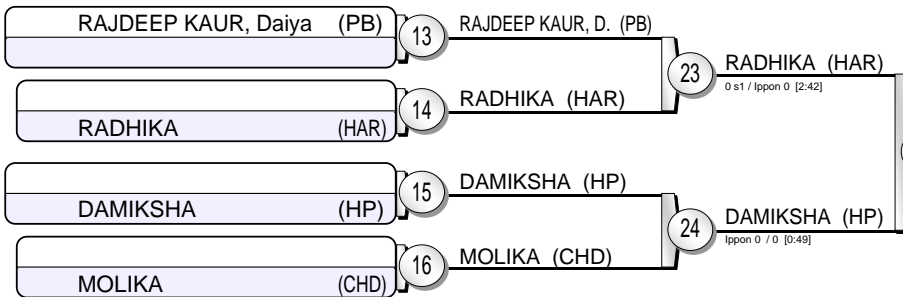 RAJDEEP KAUR, Daiya (PB)
13
RAJDEEP KAUR, D. (PB)
23
RADHIKA (HAR)
0 s1 / Ippon 0 [2:42]
14
RADHIKA (HAR)
RADHIKA (HAR)
15
DAMIKSHA (HP)
DAMIKSHA (HP)
24
DAMIKSHA (HP)
Ippon 0 / 0 [0:49]
16
MOLIKA (CHD)
MOLIKA (CHD)